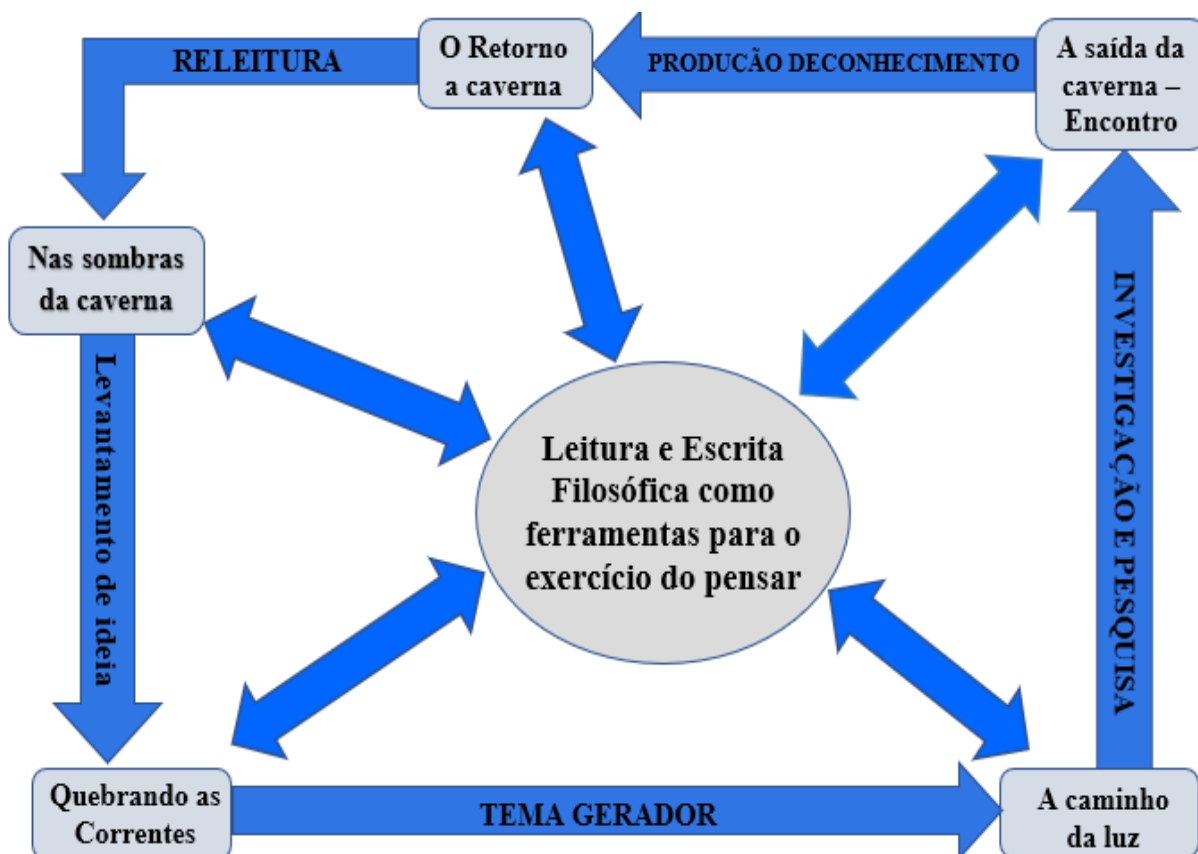 O Retorno
a caverna
RELEITURA
PRODUÇÃO DECONHECIMENTO
A saída da
caverna –
Encontro
Nas sombras
da caverna
Levantamento de ideia
Leitura e Escrita
Filosófica como
ferramentas para o
exercício do pensar
INVESTIGAÇÃO E PESQUISA
Quebrando as
Correntes
TEMA GERADOR
A caminho
da luz